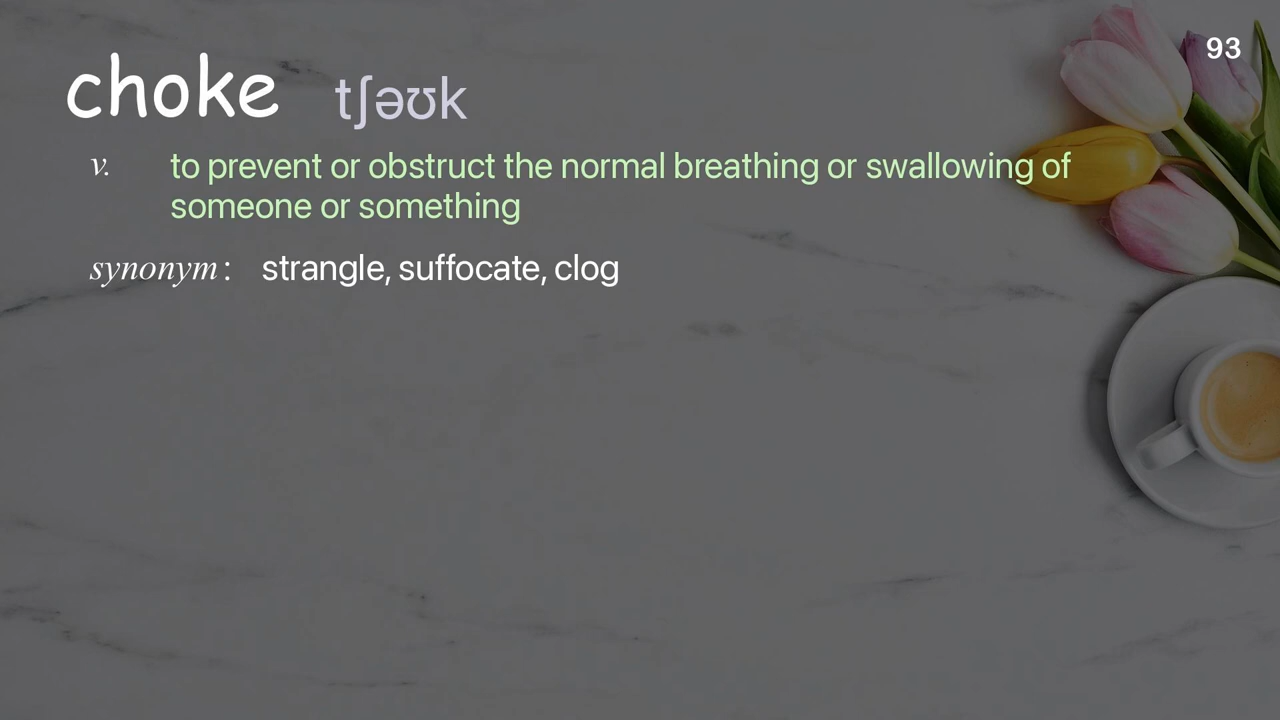 93
choke tʃəʊk
v. to prevent or obstruct the normal breathing or swallowing of
someone or something
synonym: strangle, suffocate, clog